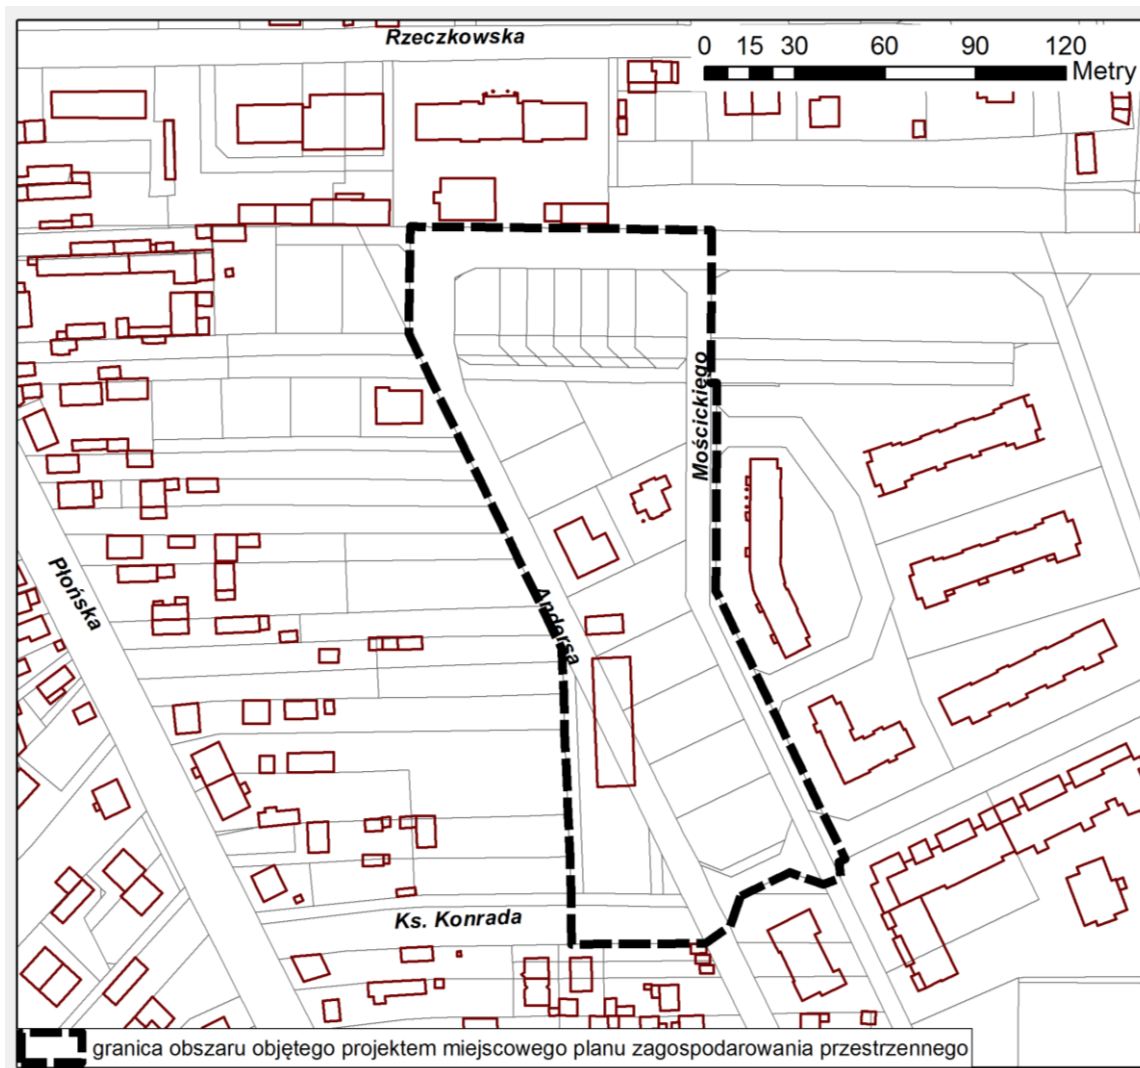 Rzeczkowska
0 15 30 60 90 120
Metry
Mościckiego
Płońska
Andersa
Ks. Konrada
granica obszaru objętego projektem miejscowego planu zagospodarowania przestrzennego